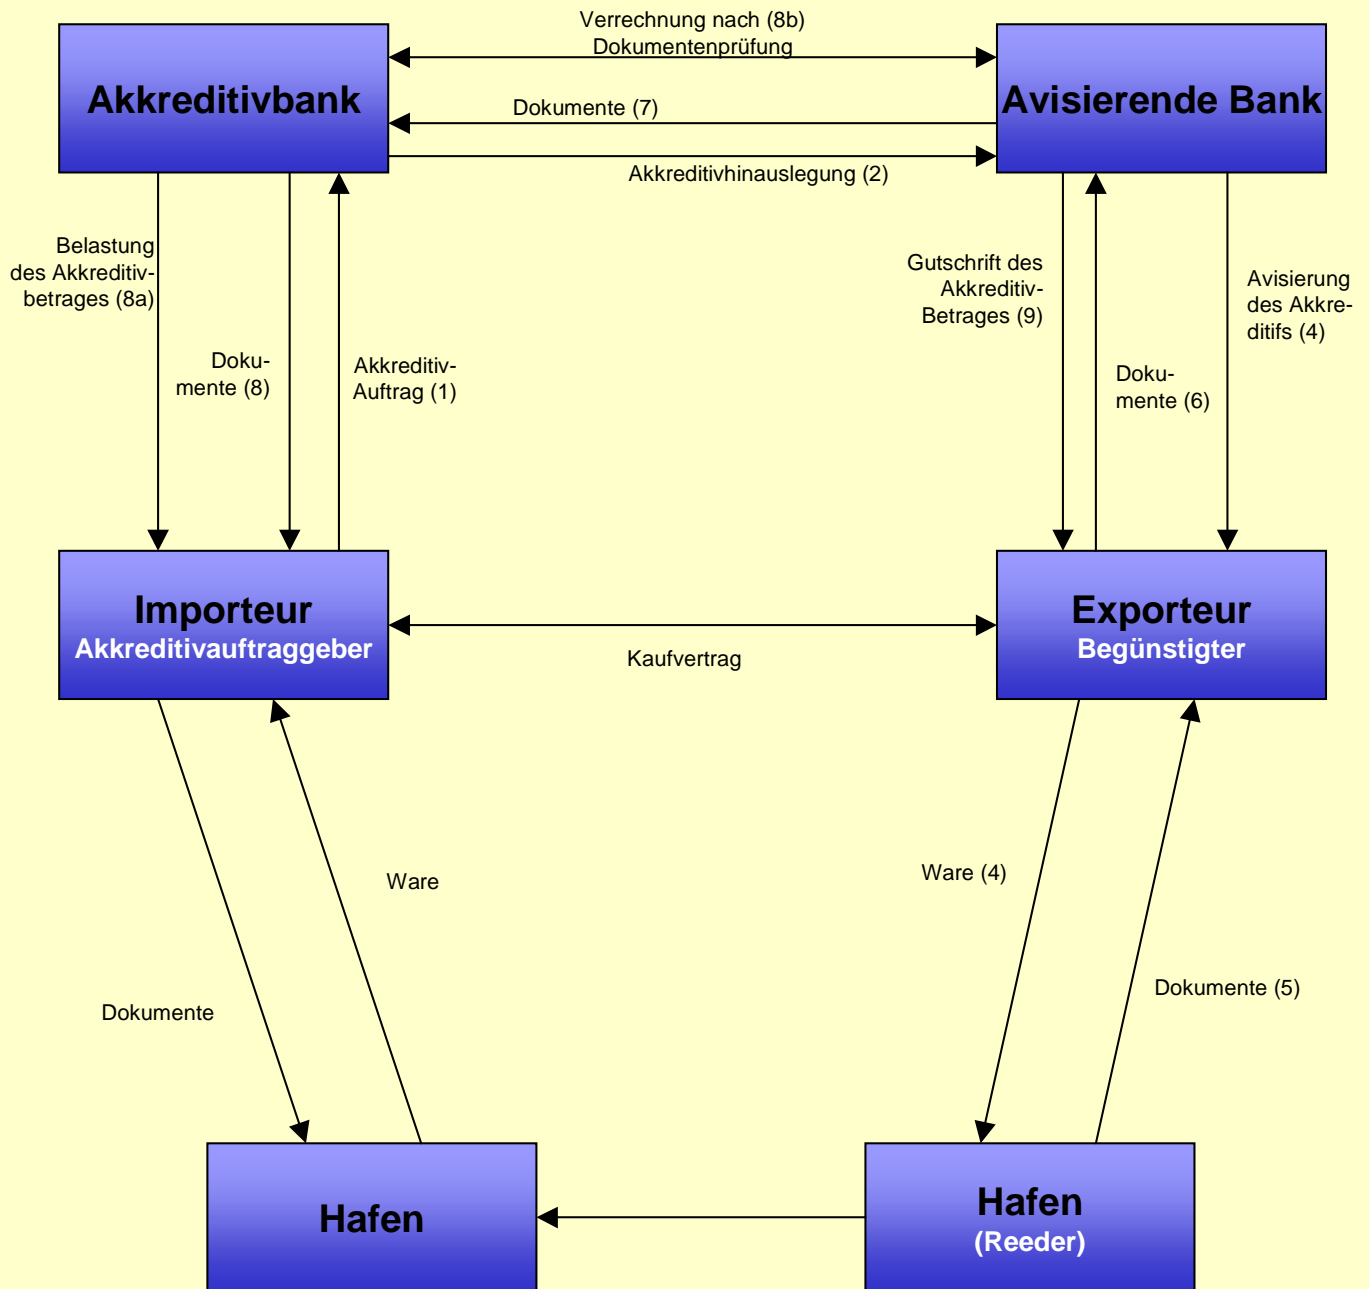 Verrechnung nach (8b)
Dokumentenprüfung
Akkreditivbank
Avisierende Bank
Dokumente (7)
Akkreditivhinauslegung (2)
Belastung
des Akkreditiv-
betrages (8a)
Doku-
mente (8)
Akkreditiv-
Auftrag (1)
Gutschrift des
Akkreditiv-
Betrages (9)
Doku-
mente (6)
Avisierung
des Akkre-
ditifs (4)
Importeur
Akkreditivauftraggeber
Kaufvertrag
Exporteur
Begünstigter
Ware
Ware (4)
Dokumente
Dokumente (5)
Hafen
Hafen
(Reeder)